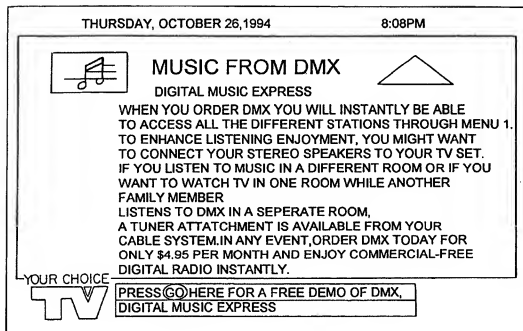 THURSDAY, OCTOBER 26,1994 8:08PM
MUSIC FROM DMX
DIGITAL MUSIC EXPRESS
WHEN YOU ORDER DMX YOU WILL INSTANTLY BE ABLE
TO ACCESS ALL THE DIFFERENT STATIONS THROUGH MENU 1.
TO ENHANCE LISTENING ENJOYMENT, YOU MIGHT WANT
TO CONNECT YOUR STEREO SPEAKERS TO YOUR TV SET.
IF YOU LISTEN TO MUSIC IN A DIFFERENT ROOM OR IF YOU
WANT TO WATCH TV IN ONE ROOM WHILE ANOTHER
FAMILY MEMBER
LISTENS TO DMX IN A SEPERATE ROOM,
A TUNER ATTATCHMENT IS AVAILABLE FROM YOUR
CABLE SYSTEM.IN ANY EVENT,ORDER DMX TODAY FOR
ONLY $4.95 PER MONTH AND ENJOY COMMERCIAL-FREE
DIGITAL RADIO INSTANTLY.
YOUR CHOICE
TV
PRESS GO HERE FOR A FREE DEMO OF DMX,
DIGITAL MUSIC EXPRESS